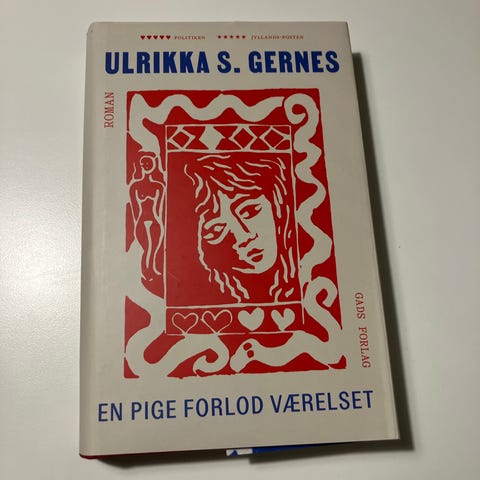 ♥♥♥♥♥ POLITIKEN ★★★★★ JYLLANDS-POSTEN
ULRIKKA S. GERNES
ROMAN
GADS FORLAG
EN PIGE FORLOD VÆRELSET